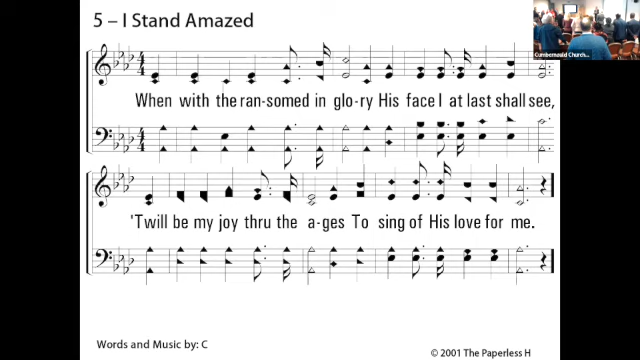 5 – I Stand Amazed
Cumbernauld Church...
When with the ran-somed in glo-ry His face I at last shall see,
'Twill be my joy thru the a-ges To sing of His love for me.
Words and Music by: C
© 2001 The Paperless H